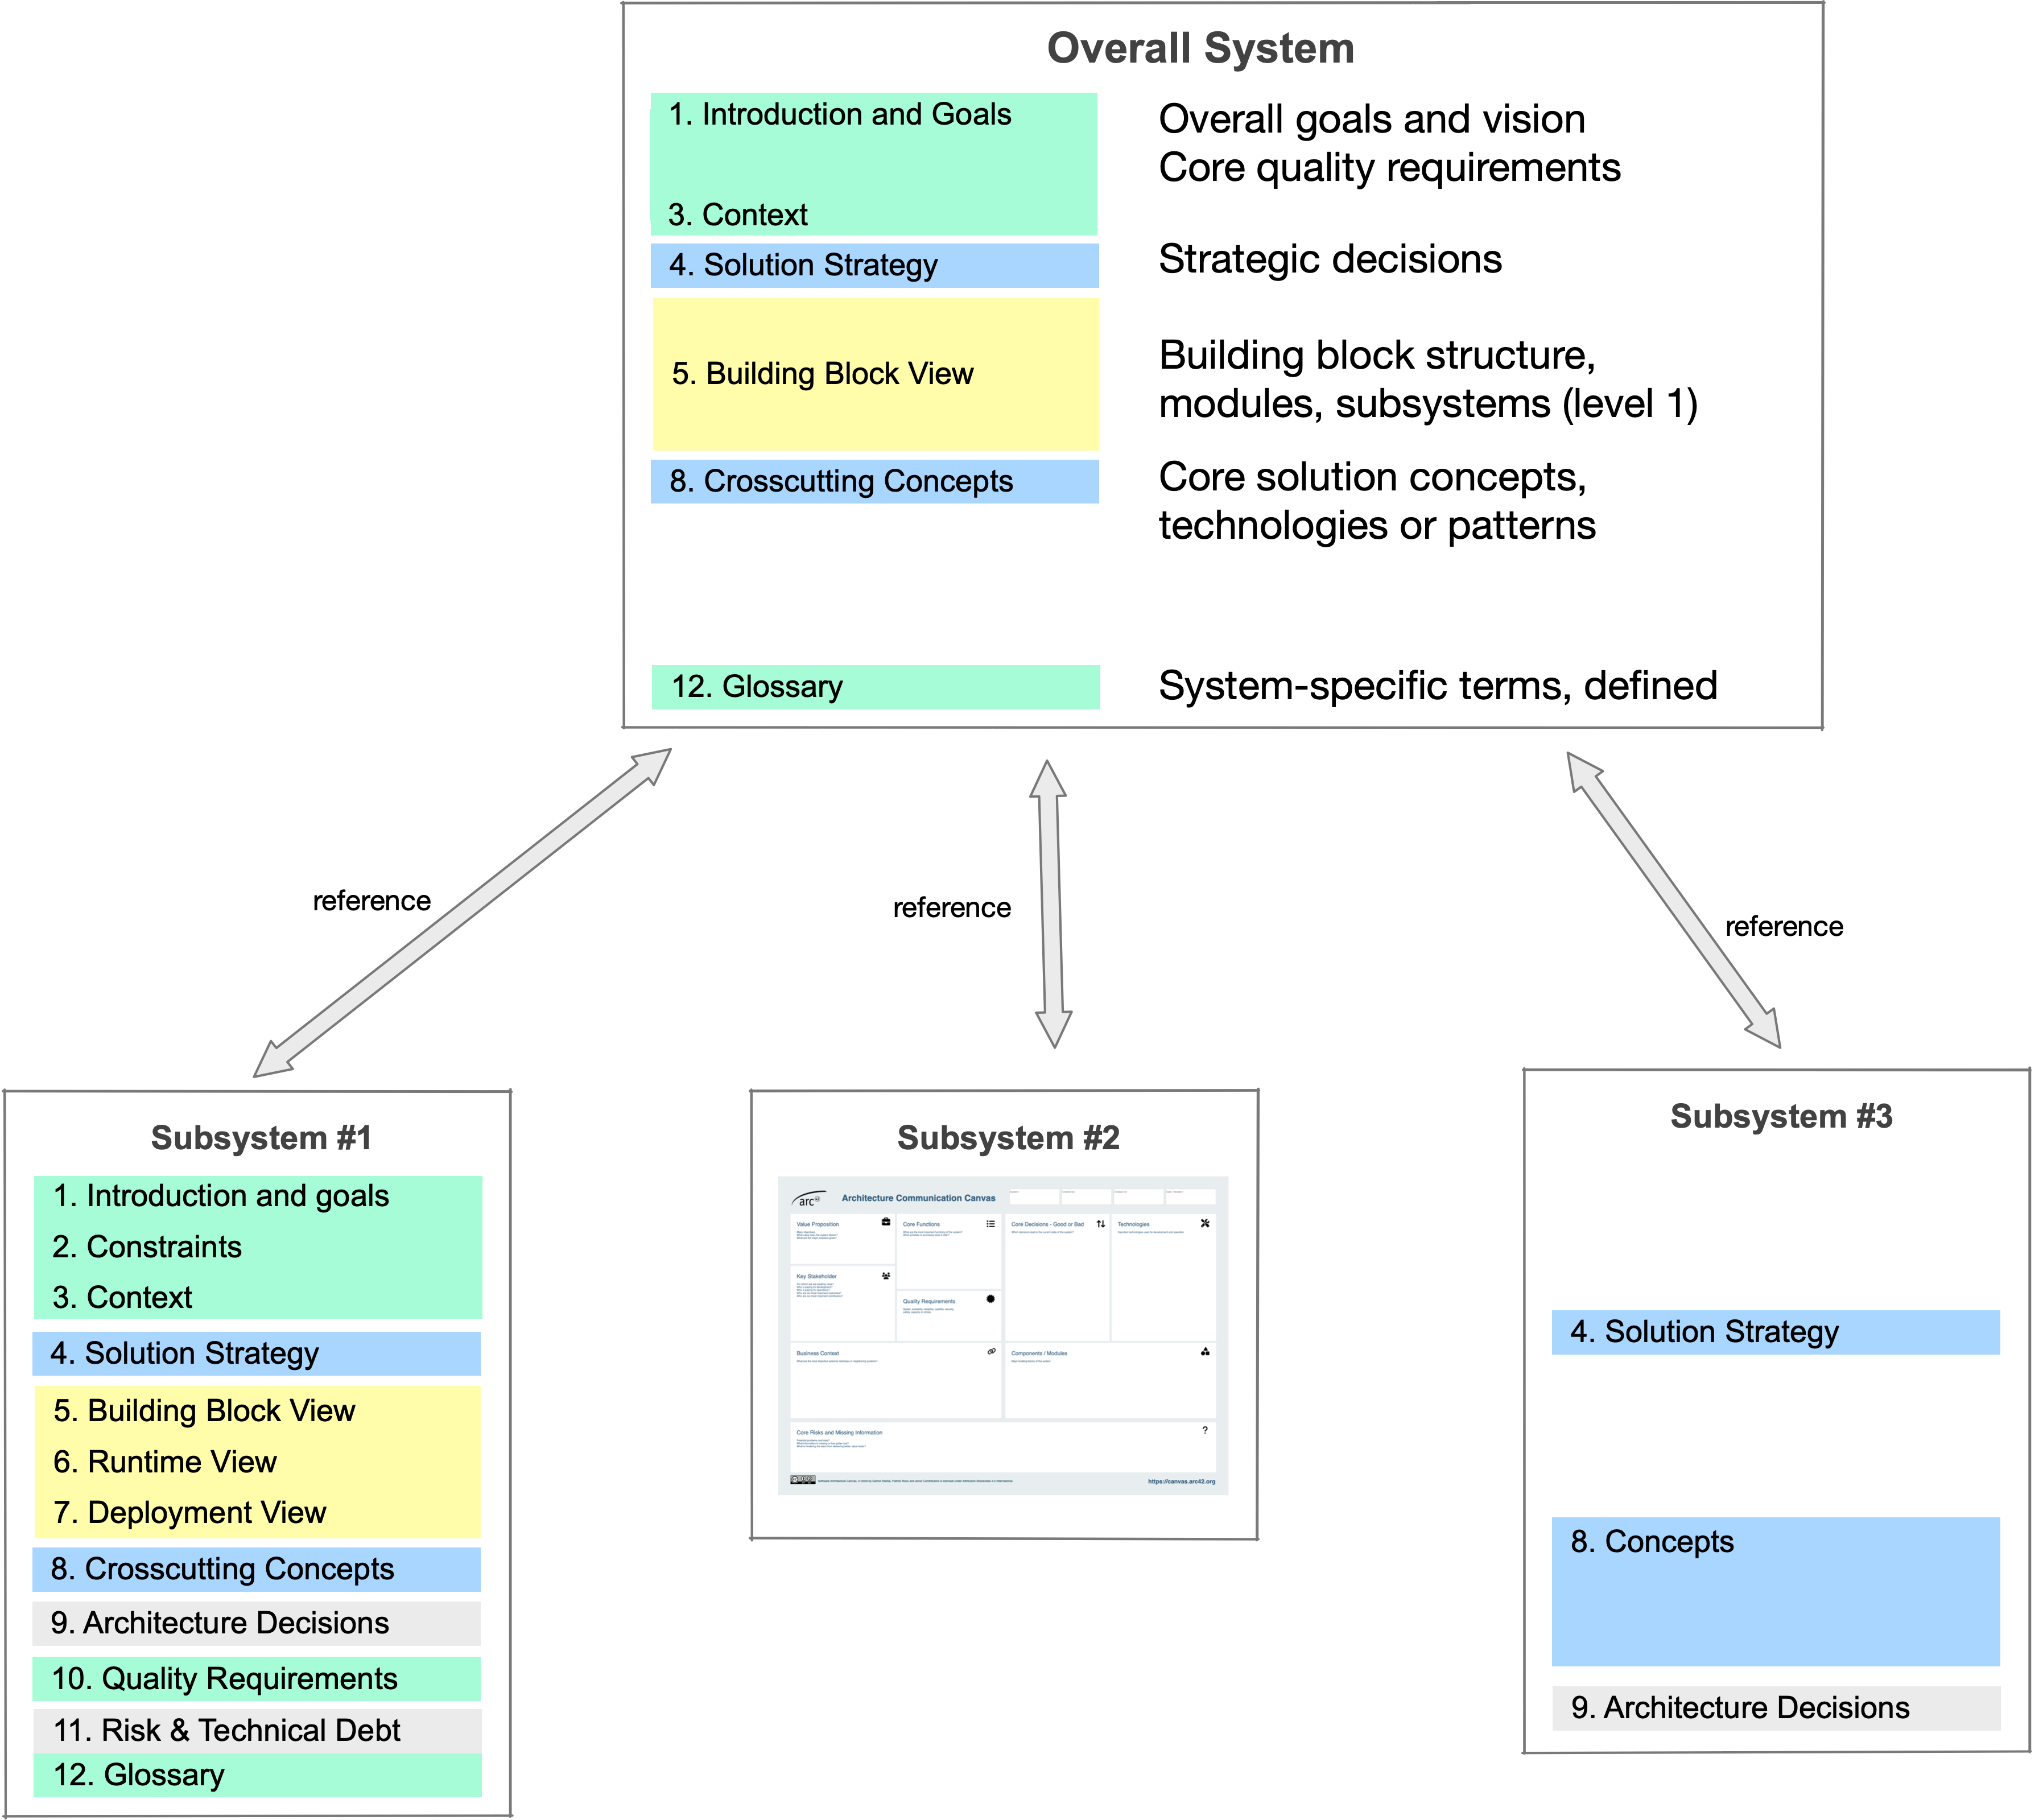 Overall System
1. Introduction and Goals
Overall goals and vision
Core quality requirements
3. Context
4. Solution Strategy
Strategic decisions
5. Building Block View
Building block structure,
modules, subsystems (level 1)
8. Crosscutting Concepts
Core solution concepts,
technologies or patterns
12. Glossary
System-specific terms, defined
reference
reference
reference
Subsystem #1
1. Introduction and goals
2. Constraints
3. Context
4. Solution Strategy
5. Building Block View
6. Runtime View
7. Deployment View
8. Crosscutting Concepts
9. Architecture Decisions
10. Quality Requirements
11. Risk & Technical Debt
12. Glossary
Subsystem #2
arc42
Architecture Communication Canvas
Value Proposition
Core Functions
Core Decisions - Good or Bad
Technologies
Key Stakeholder
Quality Requirements
Business Context
Components / Modules
Core Risks and Missing Information
?
https://canvas.arc42.org
Subsystem #3
4. Solution Strategy
8. Concepts
9. Architecture Decisions